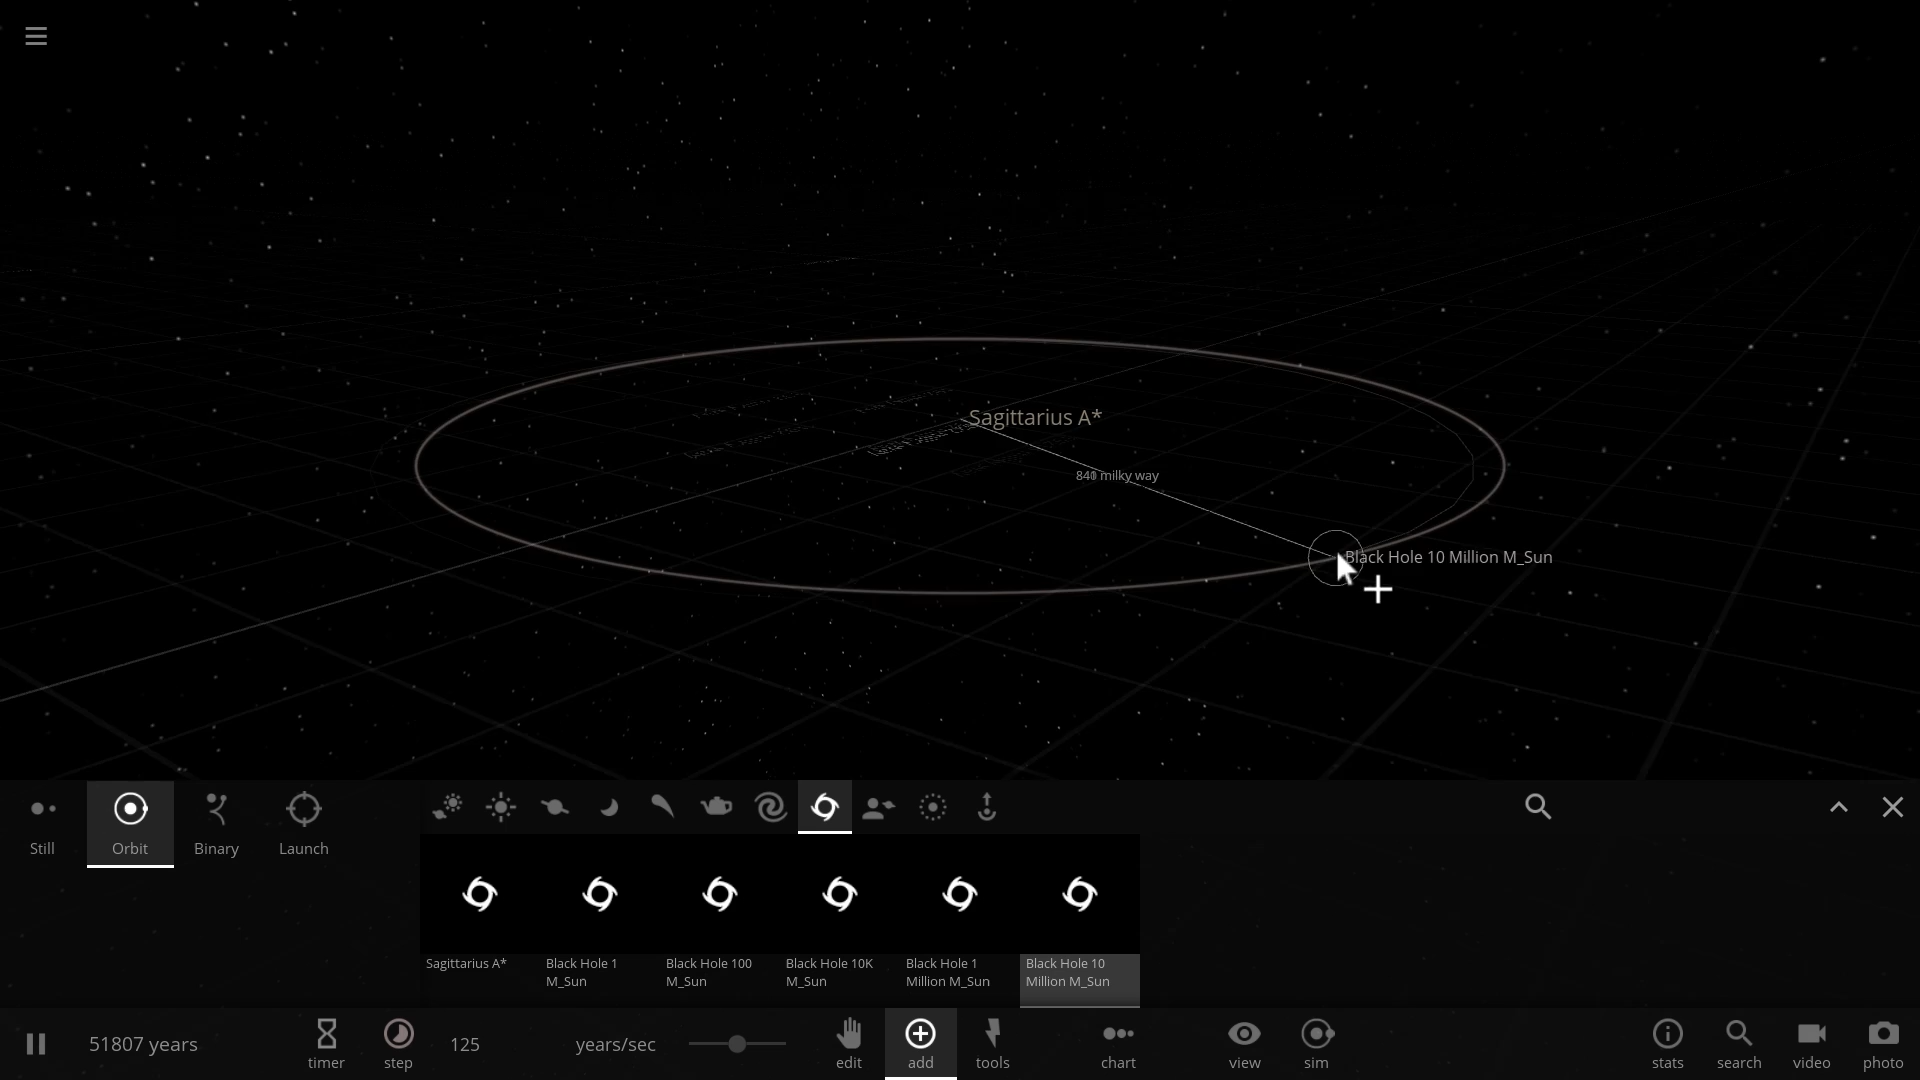 Sagittarius A*
milky way
Black Hole 10 Million M_Sun
Still
Orbit
Binary
Launch
Sagittarius A*
Black Hole 1
M_Sun
Black Hole 100
M_Sun
Black Hole 10K
M_Sun
Black Hole 1
Million M_Sun
Black Hole 10
Million M_Sun
51807 years
timer
step
125
years/sec
edit
add
tools
chart
view
sim
stats
search
video
photo